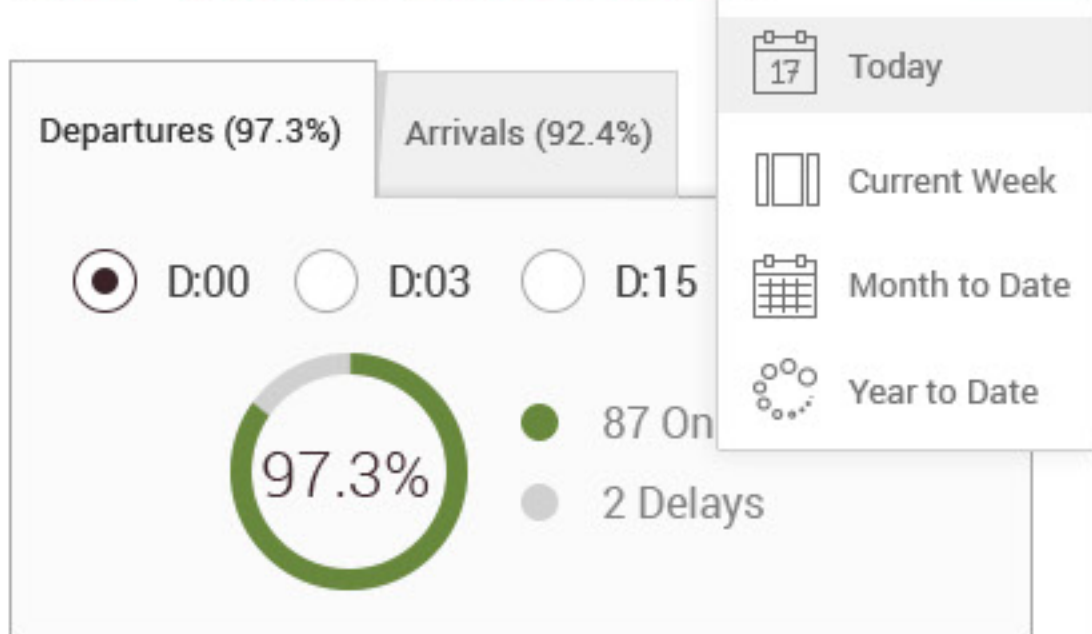 Departures (97.3%)
Arrivals (92.4%)
D:00
D:03
D:15
97.3%
87 On
2 Delays
17
Today
Current Week
Month to Date
Year to Date